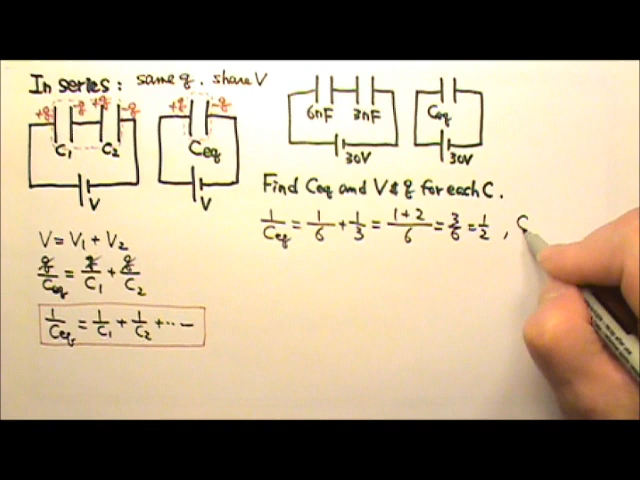 In series : same q . share V
+q -q +q -q
C₁ C₂
V
+q -q
Ceq
V
V = V₁ + V₂
q/Ceq = q/C₁ + q/C₂
1/Ceq = 1/C₁ + 1/C₂ + ···
6nF 3nF
30V
Ceq
30V
Find Ceq and V & q for each C .
1/Ceq = 1/6 + 1/3 = (1+2)/6 = 3/6 = 1/2 , C